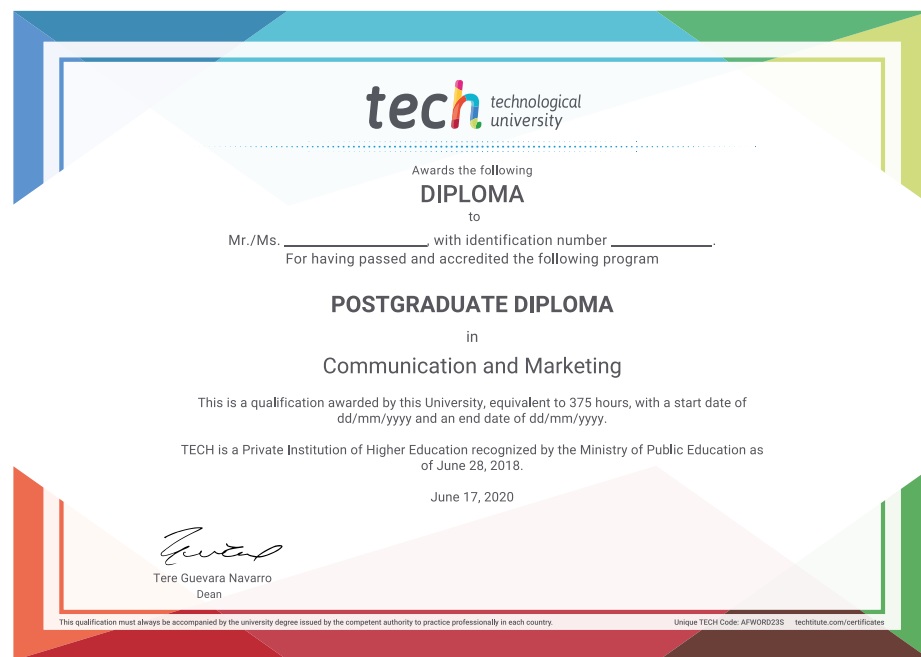 tech technological
university
Awards the following
DIPLOMA
to
Mr./Ms. ________________, with identification number ____________.
For having passed and accredited the following program
POSTGRADUATE DIPLOMA
in
Communication and Marketing
This is a qualification awarded by this University, equivalent to 375 hours, with a start date of
dd/mm/yyyy and an end date of dd/mm/yyyy.
TECH is a Private Institution of Higher Education recognized by the Ministry of Public Education as
of June 28, 2018.
June 17, 2020
Tere Guevara Navarro
Dean
This qualification must always be accompanied by the university degree issued by the competent authority to practice professionally in each country. Unique TECH Code: AFWORD23S techtitute.com/certificates